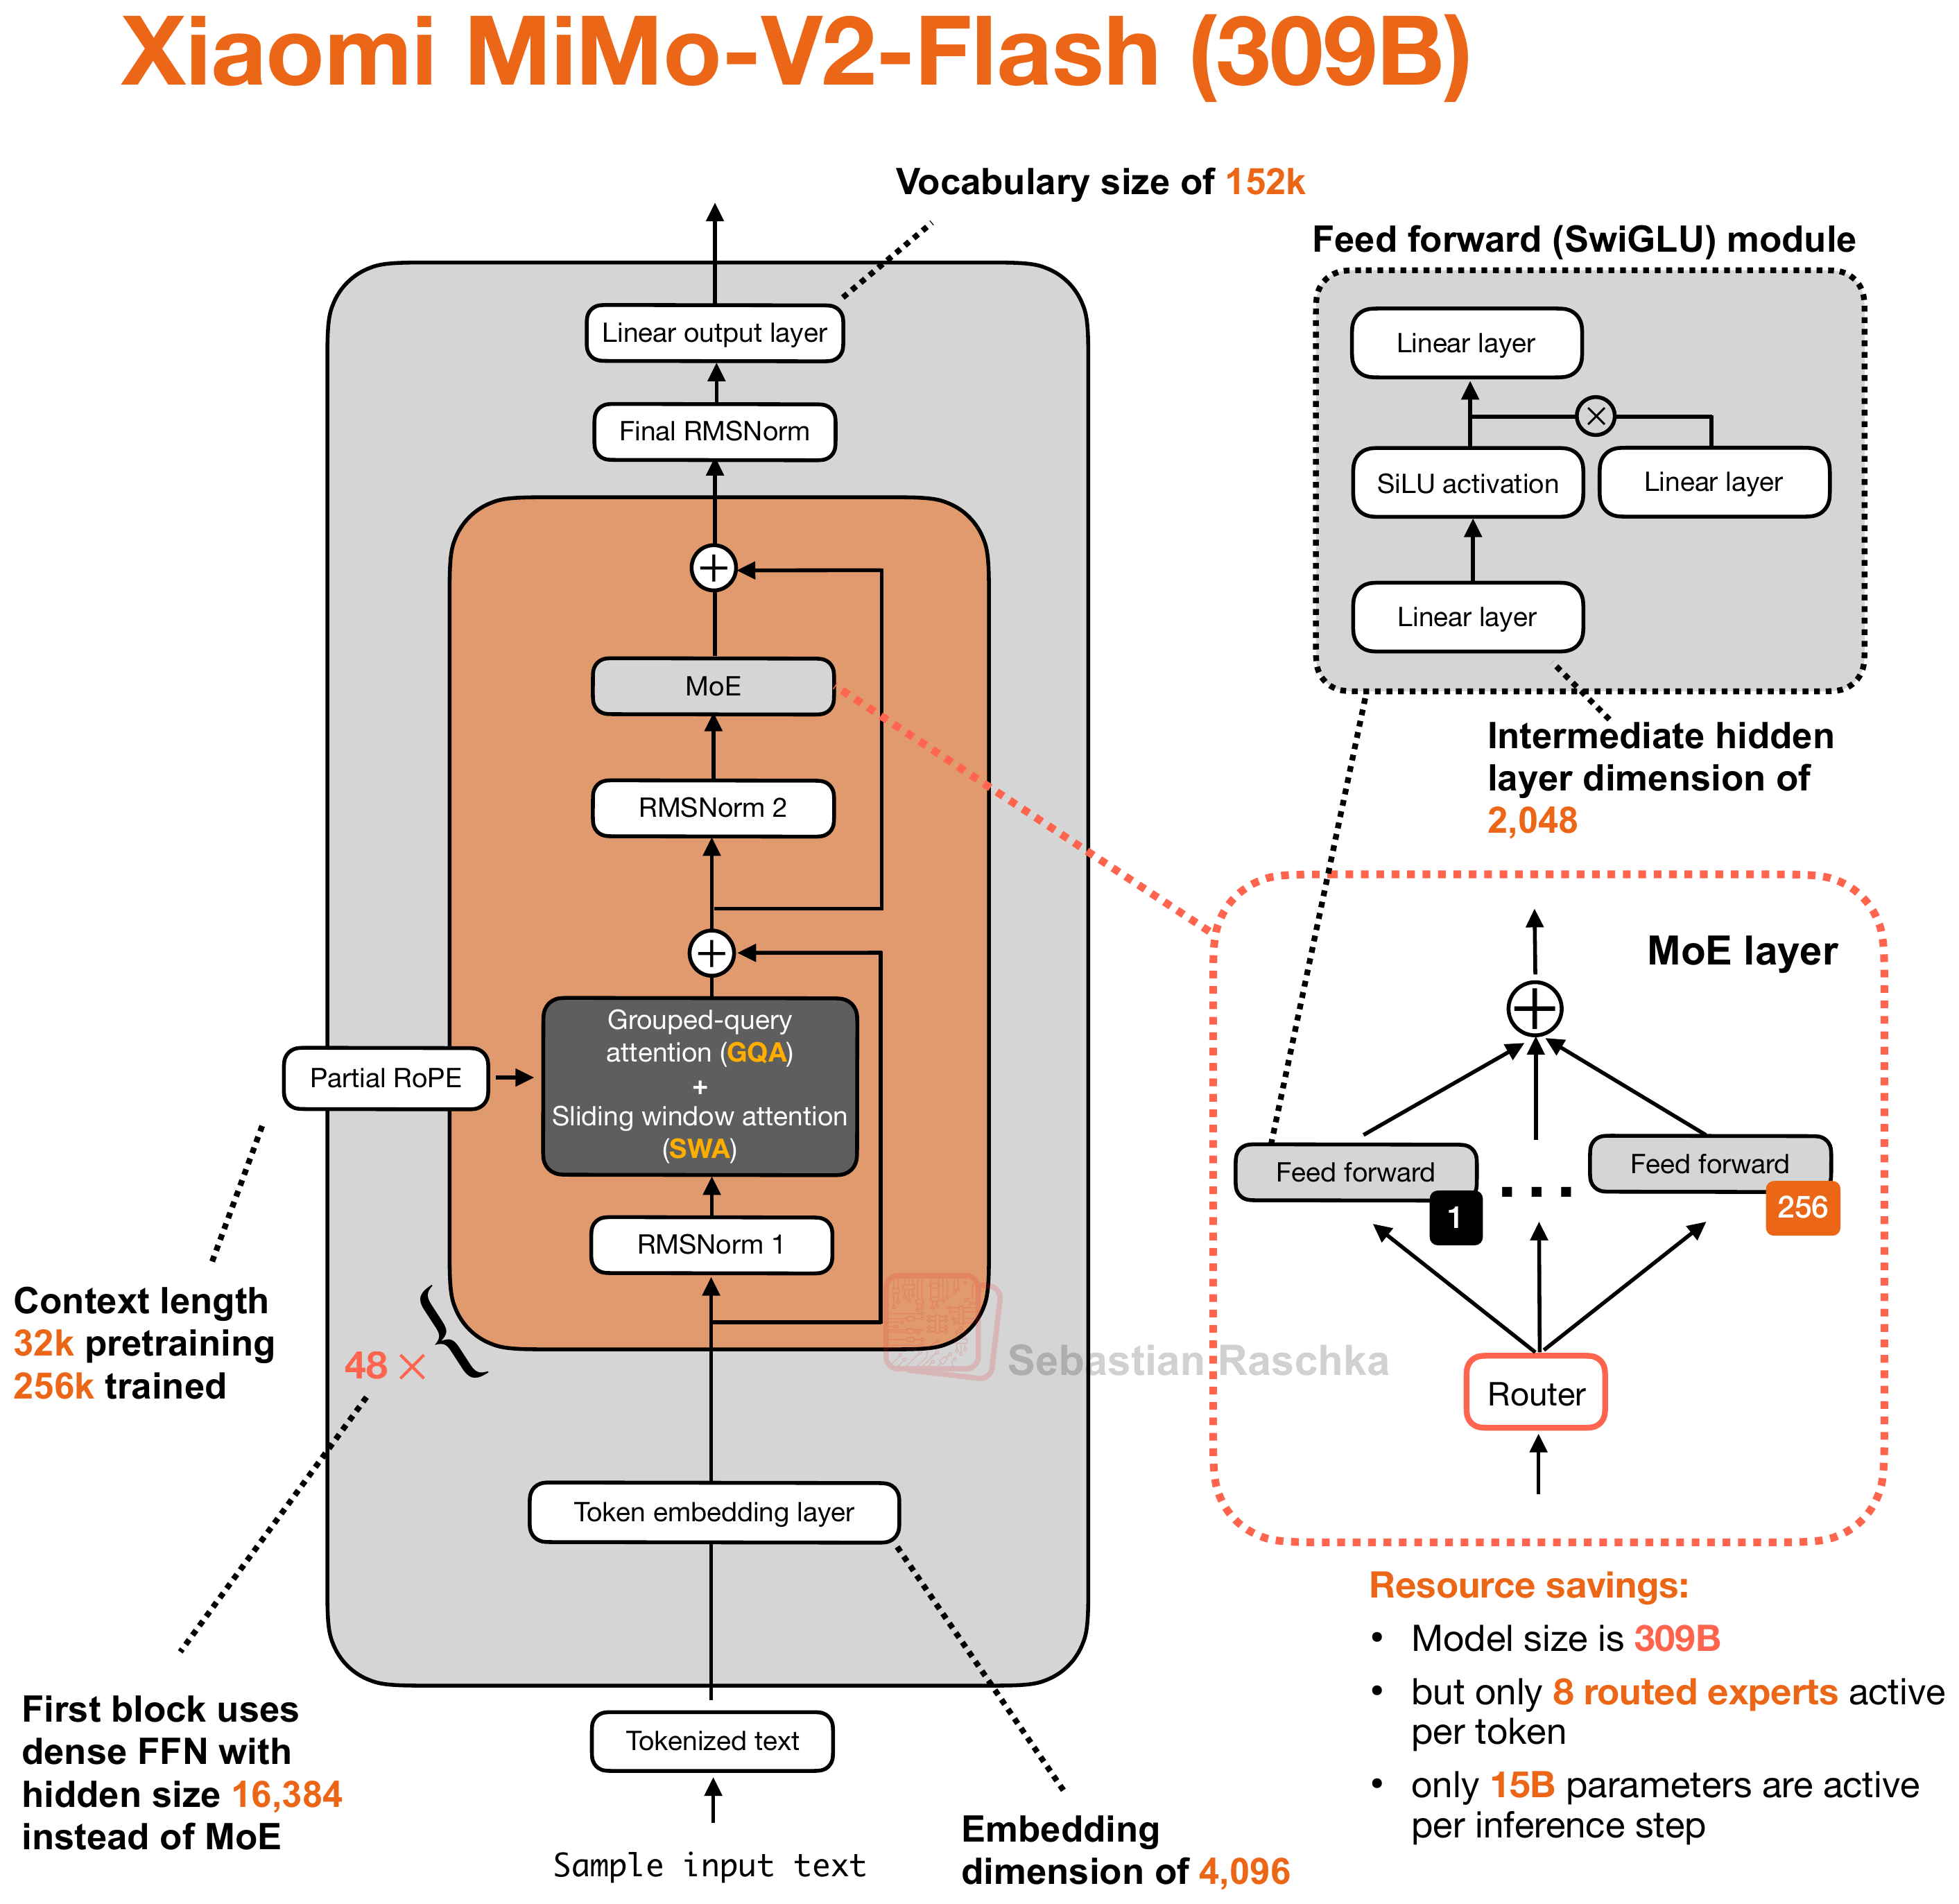 Xiaomi MiMo-V2-Flash (309B)
Vocabulary size of 152k
Linear output layer
Final RMSNorm
MoE
RMSNorm 2
Grouped-query
attention (GQA)
+
Sliding window attention
(SWA)
Partial RoPE
RMSNorm 1
Context length
32k pretraining
256k trained
48 ×
Token embedding layer
First block uses
dense FFN with
hidden size 16,384
instead of MoE
Tokenized text
Sample input text
Embedding
dimension of 4,096
Feed forward (SwiGLU) module
Linear layer
SiLU activation
Linear layer
Linear layer
Intermediate hidden
layer dimension of
2,048
MoE layer
Feed forward
1
. . .
Feed forward
256
Router
Sebastian Raschka
Resource savings:
• Model size is 309B
• but only 8 routed experts active
per token
• only 15B parameters are active
per inference step